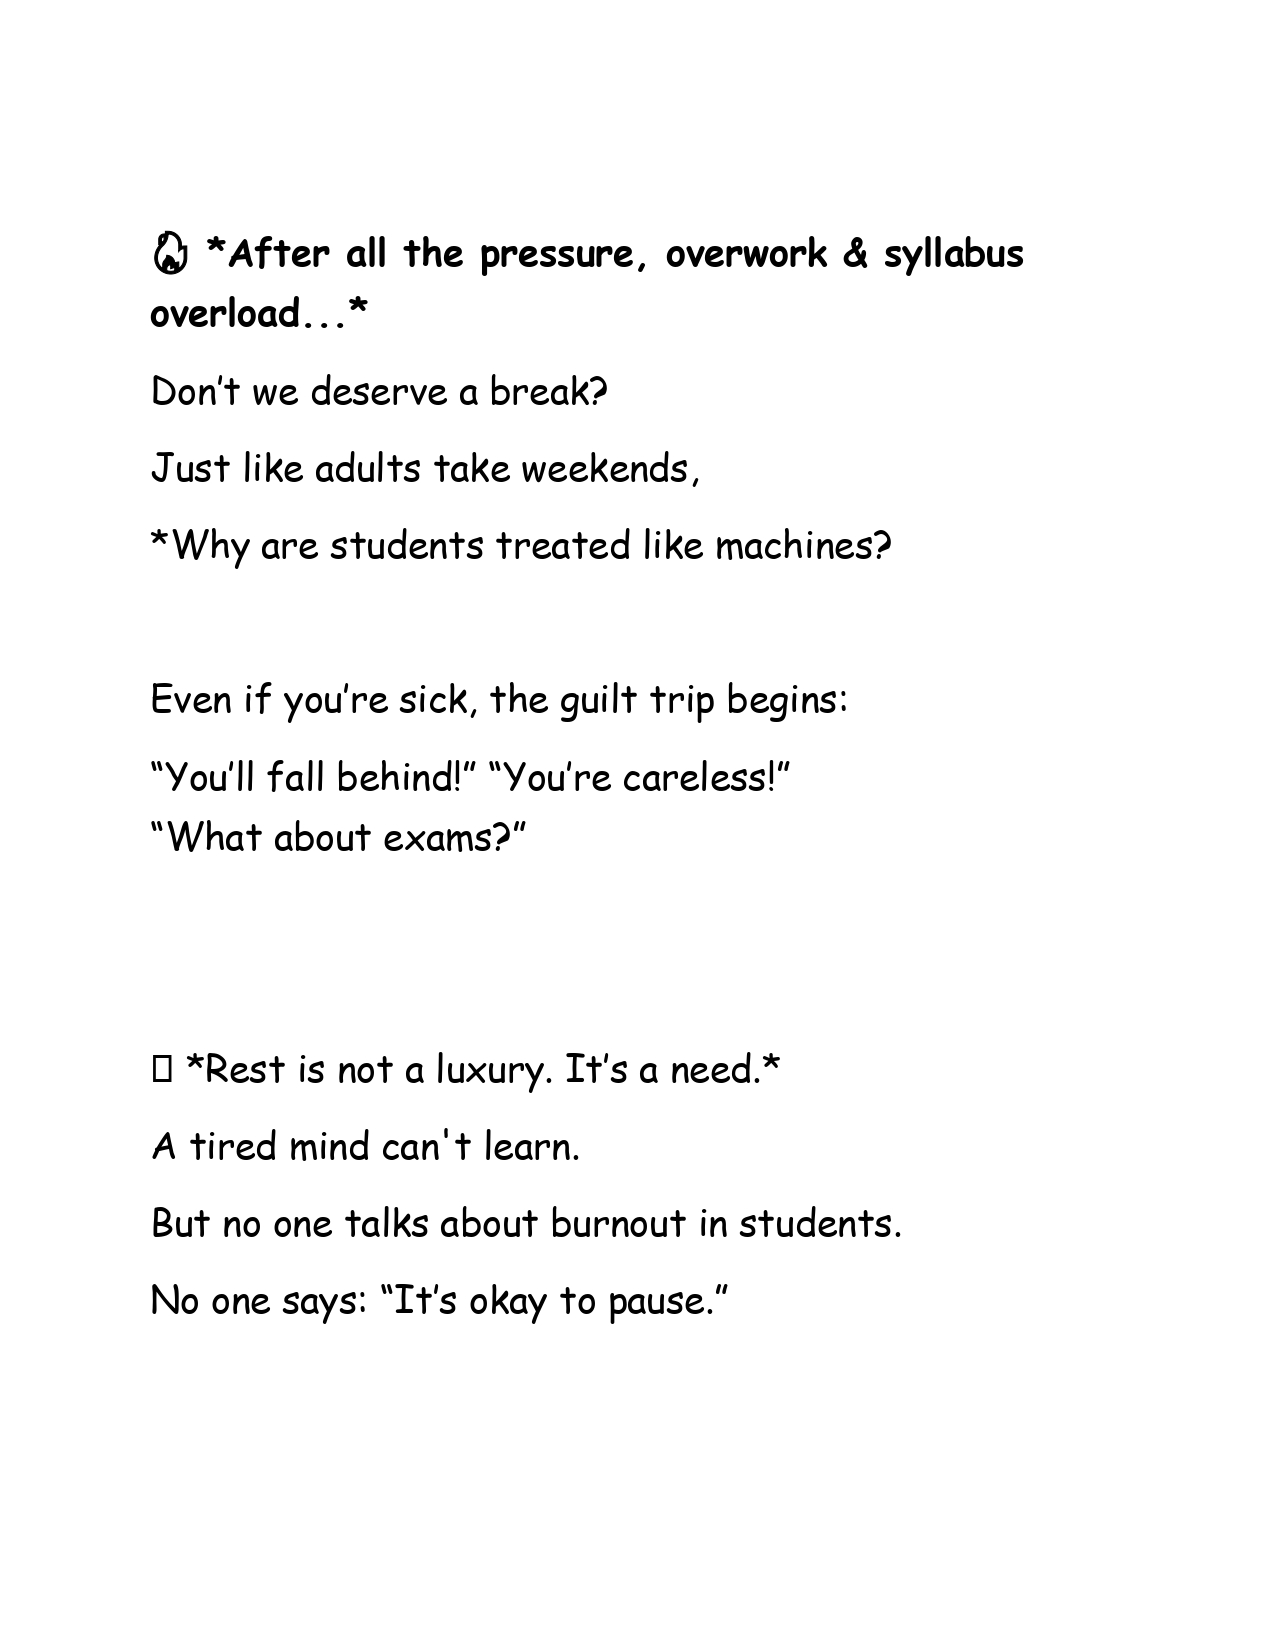 🔥 *After all the pressure, overwork & syllabus
overload...*
Don’t we deserve a break?
Just like adults take weekends,
*Why are students treated like machines?
Even if you’re sick, the guilt trip begins:
“You’ll fall behind!” “You’re careless!”
“What about exams?”
*Rest is not a luxury. It’s a need.*
A tired mind can't learn.
But no one talks about burnout in students.
No one says: “It’s okay to pause.”